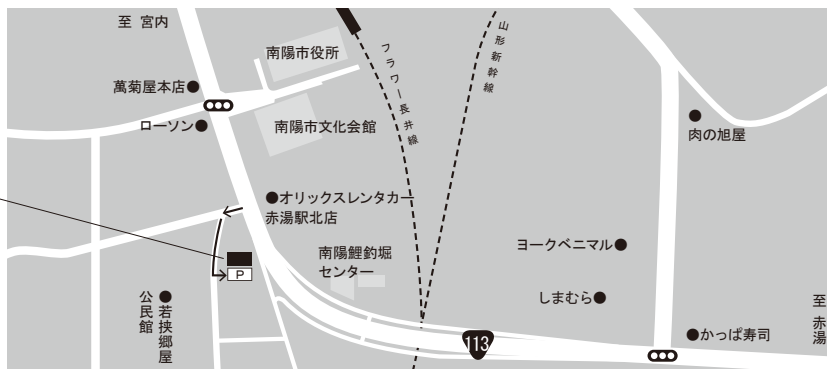 至 宮内
南陽市役所
萬菊屋本店
ローソン
南陽市文化会館
フラワー長井線
山形新幹線
肉の旭屋
オリックスレンタカー
赤湯駅北店
南陽鯉釣堀
センター
ヨークベニマル
しまむら
P
若狭郷屋
公民館
113
かっぱ寿司
至 赤湯